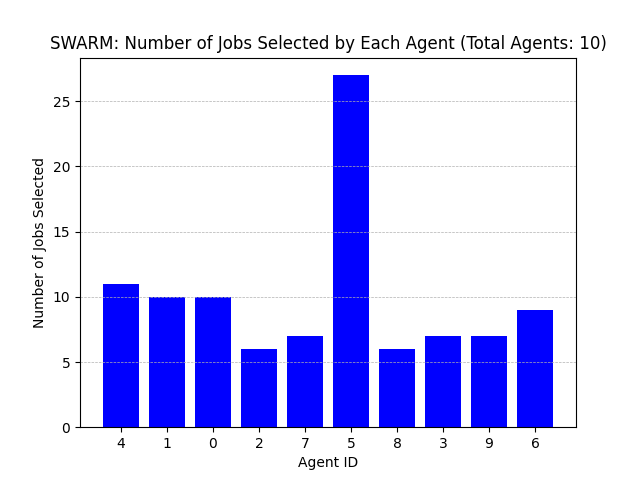 SWARM: Number of Jobs Selected by Each Agent (Total Agents: 10)
Number of Jobs Selected
25
20
15
10
5
0
4 1 0 2 7 5 8 3 9 6
Agent ID